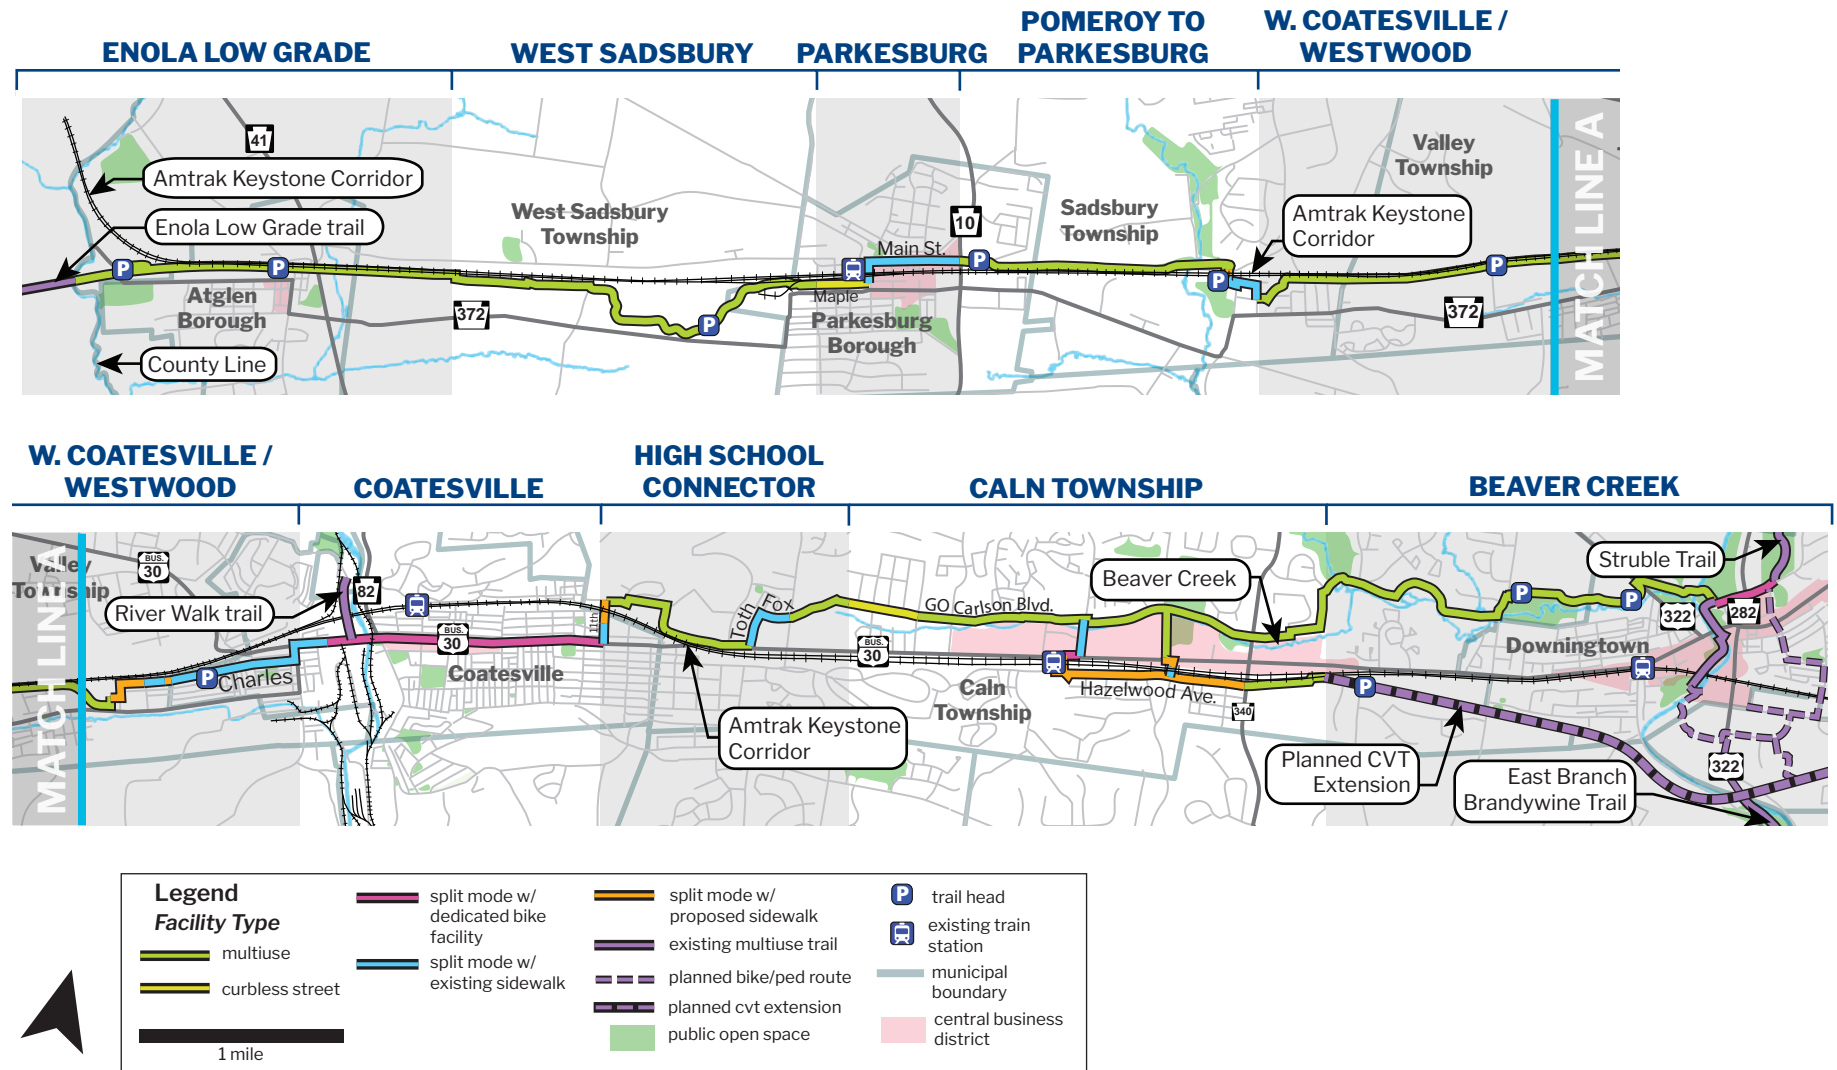 ENOLA LOW GRADE
WEST SADSBURY
PARKESBURG
POMEROY TO
PARKESBURG
W. COATESVILLE /
WESTWOOD
41
Amtrak Keystone Corridor
Enola Low Grade trail
P
P
Atglen
Borough
County Line
372
West Sadsbury
Township
P
Main St.
Maple
Parkesburg
Borough
10
P
Sadsbury
Township
P
Amtrak Keystone
Corridor
Valley
Township
P
372
MATCH LINE A
W. COATESVILLE /
WESTWOOD
COATESVILLE
HIGH SCHOOL
CONNECTOR
CALN TOWNSHIP
BEAVER CREEK
Valley
Township
MATCH LINE A
BUS.
30
River Walk trail
82
P
Charles
BUS.
30
Coatesville
11th
Toth
Fox
Amtrak Keystone
Corridor
BUS.
30
GO Carlson Blvd.
Beaver Creek
Caln
Township
Hazelwood Ave.
340
P
Planned CVT
Extension
P
P
Struble Trail
322
282
Downingtown
322
East Branch
Brandywine Trail
Legend
Facility Type
multiuse
curbless street
1 mile
split mode w/
dedicated bike
facility
split mode w/
existing sidewalk
split mode w/
proposed sidewalk
existing multiuse trail
planned bike/ped route
planned cvt extension
public open space
P
trail head
existing train
station
municipal
boundary
central business
district